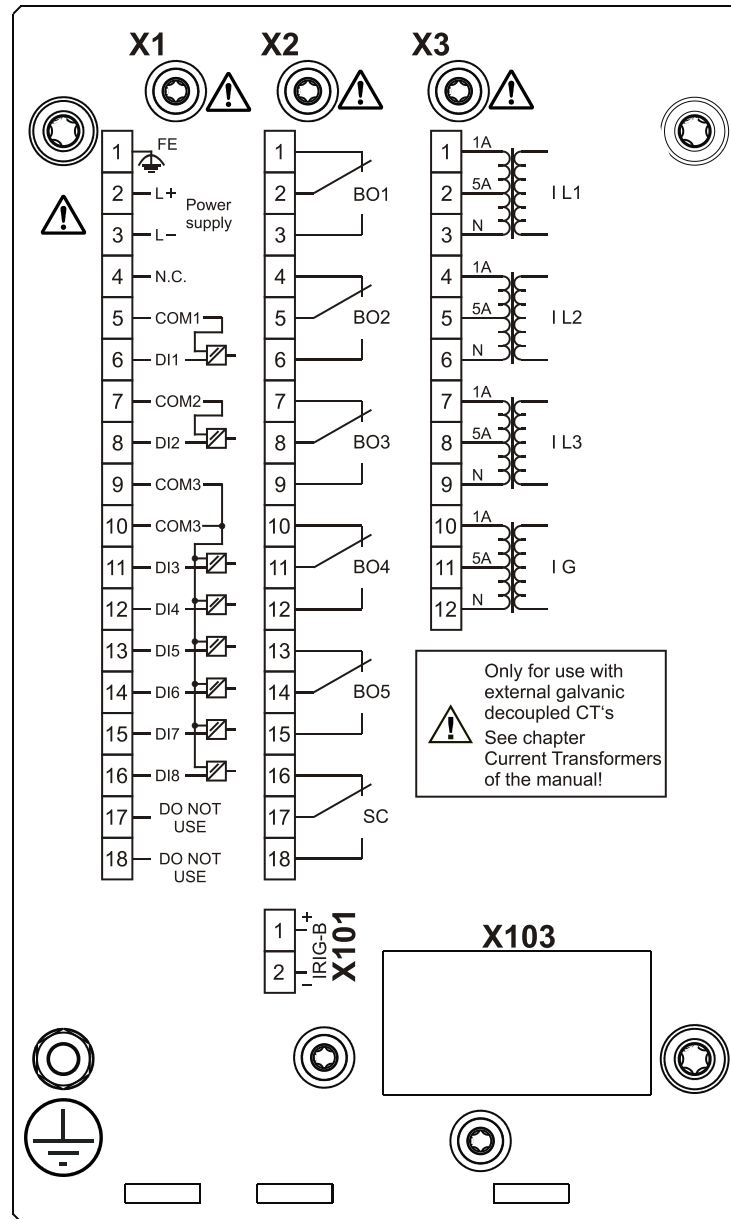 X1 X2 X3
1 FE
2 L+
Power
supply
3 L−
4 N.C.
5 COM1
6 DI1
7 COM2
8 DI2
9 COM3
10 COM3
11 DI3
12 DI4
13 DI5
14 DI6
15 DI7
16 DI8
17 DO NOT
USE
18 DO NOT
USE
1
2 BO1
3
4
5 BO2
6
7
8 BO3
9
10
11 BO4
12
13
14 BO5
15
16
17 SC
18
1 1A
2 5A I L1
3 N
4 1A
5 5A I L2
6 N
7 1A
8 5A I L3
9 N
10 1A
11 5A I G
12 N
Only for use with
external galvanic
decoupled CT‘s
See chapter
Current Transformers
of the manual!
1 +
2 −
IRIG-B
X101
X103